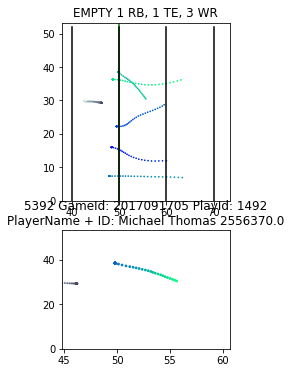 EMPTY 1 RB, 1 TE, 3 WR
50
40
30
20
10
0
40 50 60 70
5392 GameId: 2017091705 PlayId: 1492
PlayerName + ID: Michael Thomas 2556370.0
40
20
0
45 50 55 60